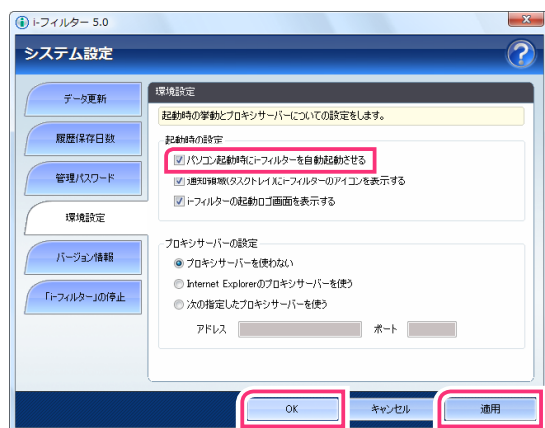 i-フィルター 5.0
システム設定
データ更新
履歴保存日数
管理パスワード
環境設定
バージョン情報
「i-フィルター」の停止
環境設定
起動時の挙動とプロキシサーバーについての設定をします。
起動時の設定
パソコン起動時にi-フィルターを自動起動させる
通知領域(タスクトレイ)にi-フィルターのアイコンを表示する
i-フィルターの起動ロゴ画面を表示する
プロキシサーバーの設定
プロキシサーバーを使わない
Internet Explorerのプロキシサーバーを使う
次の指定したプロキシサーバーを使う
アドレス ポート
OK キャンセル 適用